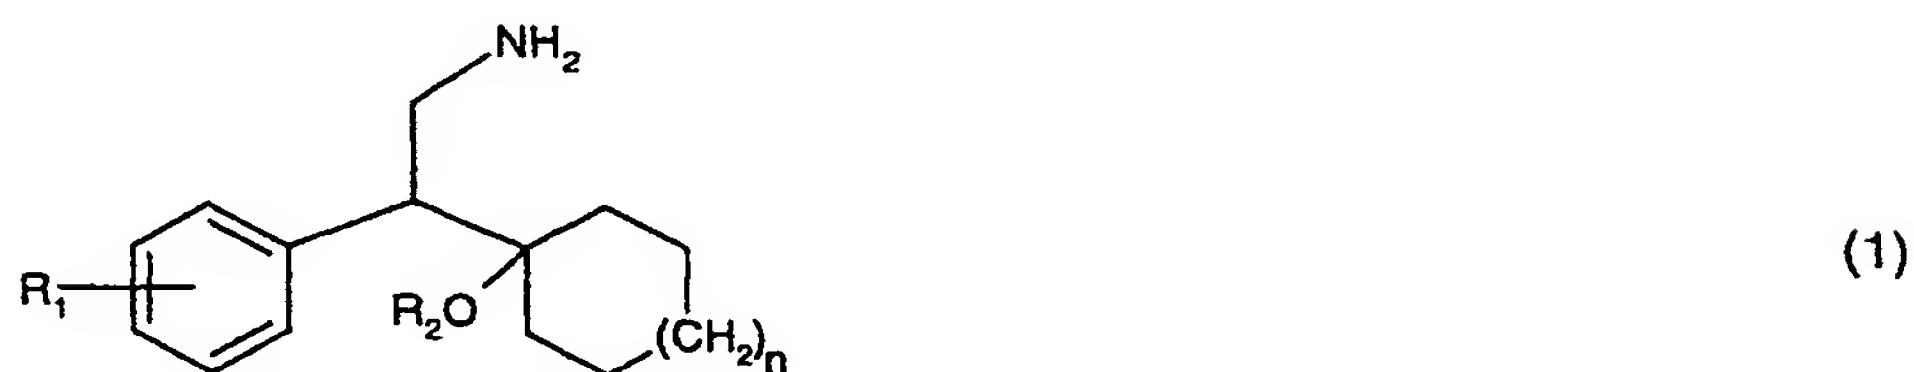 NH₂
(1)
R₁
R₂O
(CH₂)ₙ